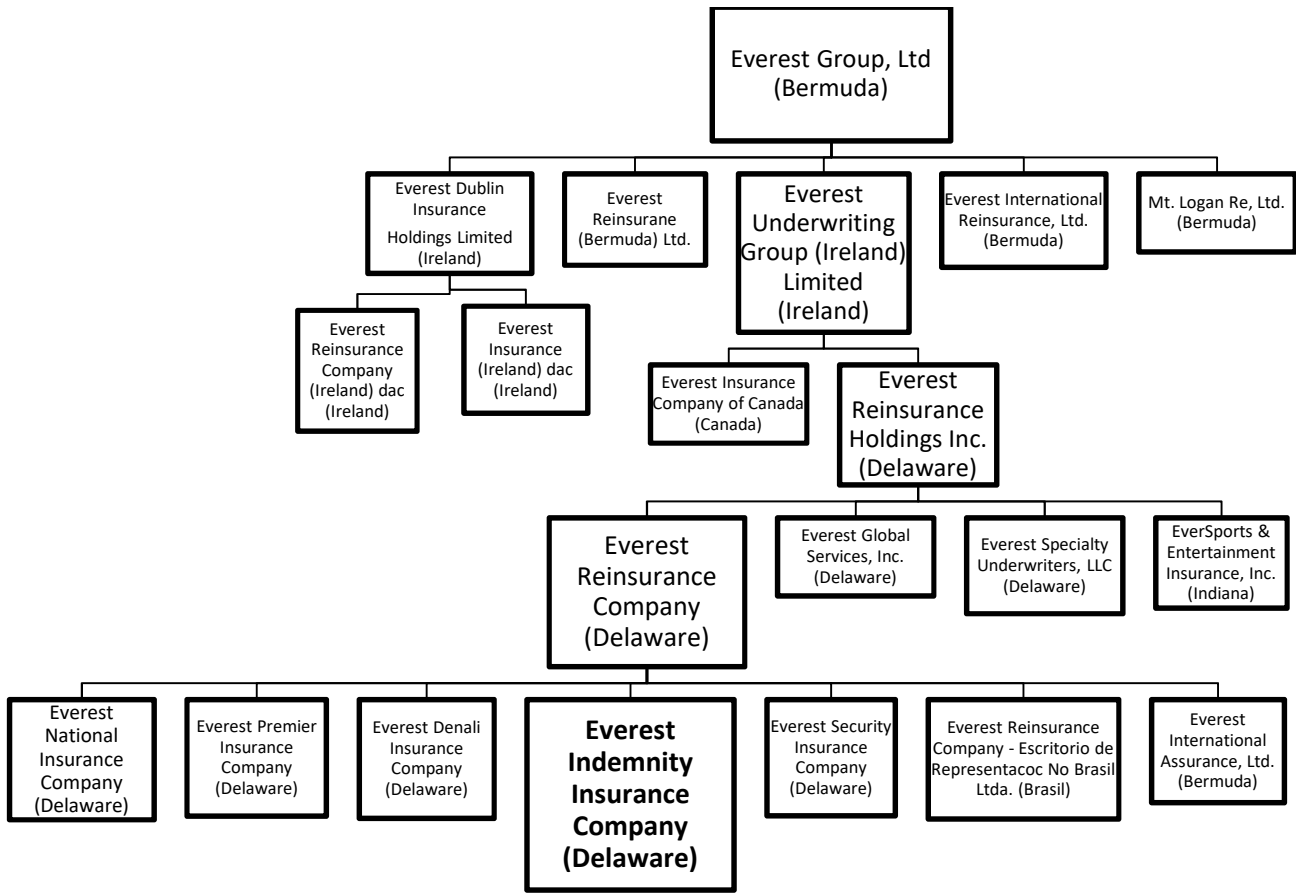 Everest Group, Ltd
(Bermuda)
Everest Dublin
Insurance
Holdings Limited
(Ireland)
Everest
Reinsurane
(Bermuda) Ltd.
Everest
Underwriting
Group (Ireland)
Limited
(Ireland)
Everest International
Reinsurance, Ltd.
(Bermuda)
Mt. Logan Re, Ltd.
(Bermuda)
Everest
Reinsurance
Company
(Ireland) dac
(Ireland)
Everest
Insurance
(Ireland) dac
(Ireland)
Everest Insurance
Company of Canada
(Canada)
Everest
Reinsurance
Holdings Inc.
(Delaware)
Everest
Reinsurance
Company
(Delaware)
Everest Global
Services, Inc.
(Delaware)
Everest Specialty
Underwriters, LLC
(Delaware)
EverSports &
Entertainment
Insurance, Inc.
(Indiana)
Everest
National
Insurance
Company
(Delaware)
Everest Premier
Insurance
Company
(Delaware)
Everest Denali
Insurance
Company
(Delaware)
Everest
Indemnity
Insurance
Company
(Delaware)
Everest Security
Insurance
Company
(Delaware)
Everest Reinsurance
Company - Escritorio de
Representacoc No Brasil
Ltda. (Brasil)
Everest
International
Assurance, Ltd.
(Bermuda)